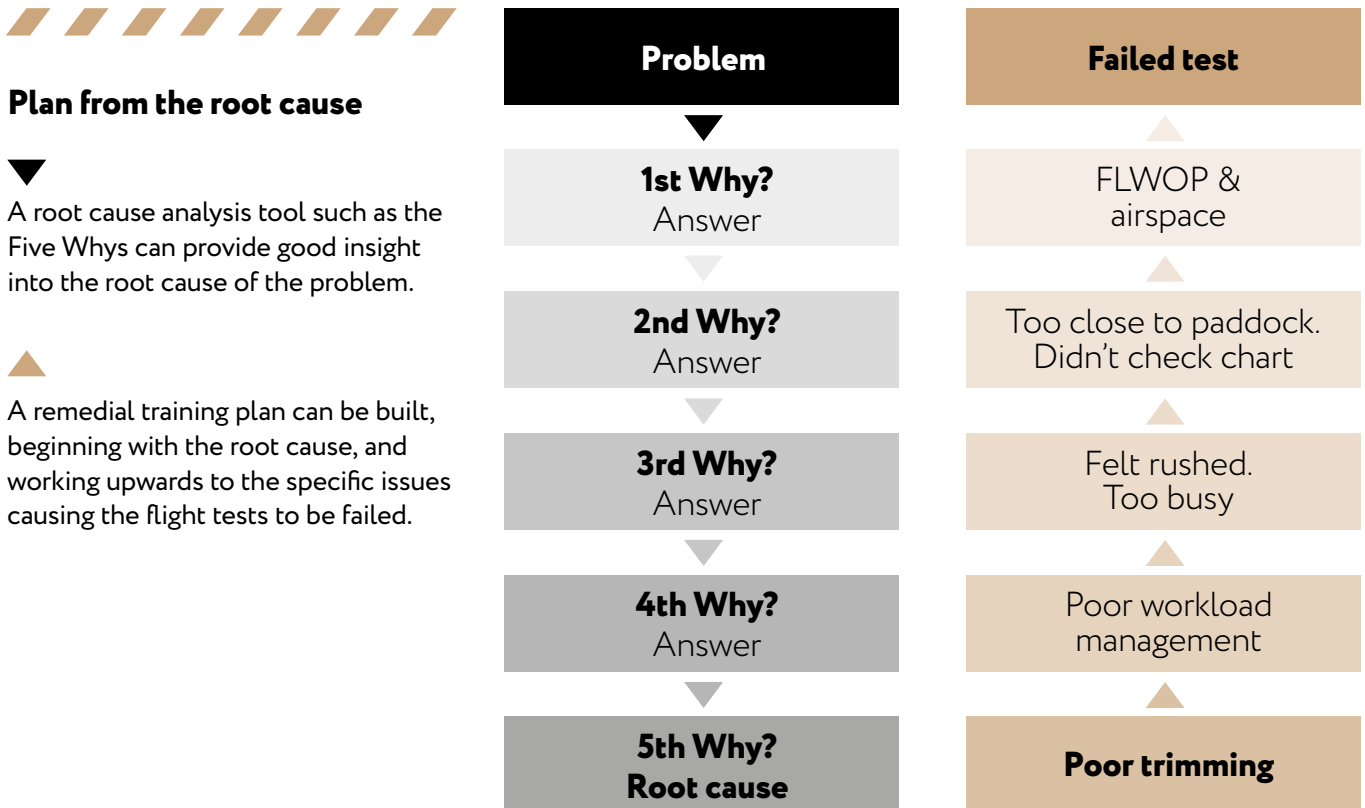 Plan from the root cause
A root cause analysis tool such as the
Five Whys can provide good insight
into the root cause of the problem.
A remedial training plan can be built,
beginning with the root cause, and
working upwards to the specific issues
causing the flight tests to be failed.
Problem
1st Why?
Answer
2nd Why?
Answer
3rd Why?
Answer
4th Why?
Answer
5th Why?
Root cause
Failed test
FLWOP &
airspace
Too close to paddock.
Didn’t check chart
Felt rushed.
Too busy
Poor workload
management
Poor trimming